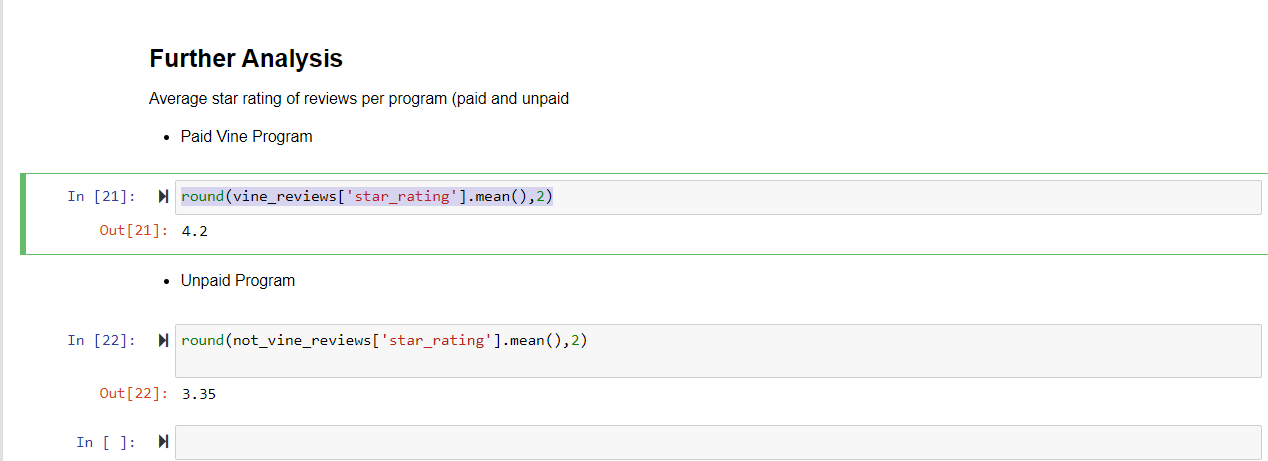 Further Analysis
Average star rating of reviews per program (paid and unpaid
• Paid Vine Program
In [21]: round(vine_reviews['star_rating'].mean(),2)
Out[21]: 4.2
• Unpaid Program
In [22]: round(not_vine_reviews['star_rating'].mean(),2)
Out[22]: 3.35
In [ ]: